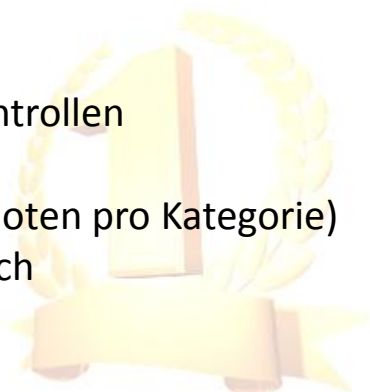 ntrollen
oten pro Kategorie)
ch